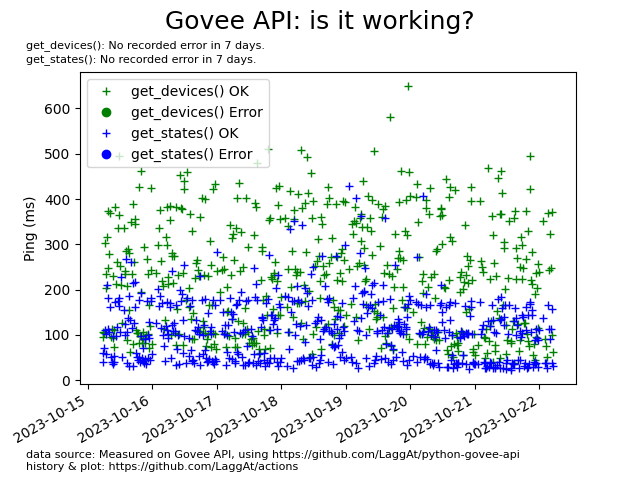 Govee API: is it working?
get_devices(): No recorded error in 7 days.
get_states(): No recorded error in 7 days.
get_devices() OK
get_devices() Error
get_states() OK
get_states() Error
Ping (ms)
600
500
400
300
200
100
0
2023-10-15
2023-10-16
2023-10-17
2023-10-18
2023-10-19
2023-10-20
2023-10-21
2023-10-22
data source: Measured on Govee API, using https://github.com/LaggAt/python-govee-api
history & plot: https://github.com/LaggAt/actions